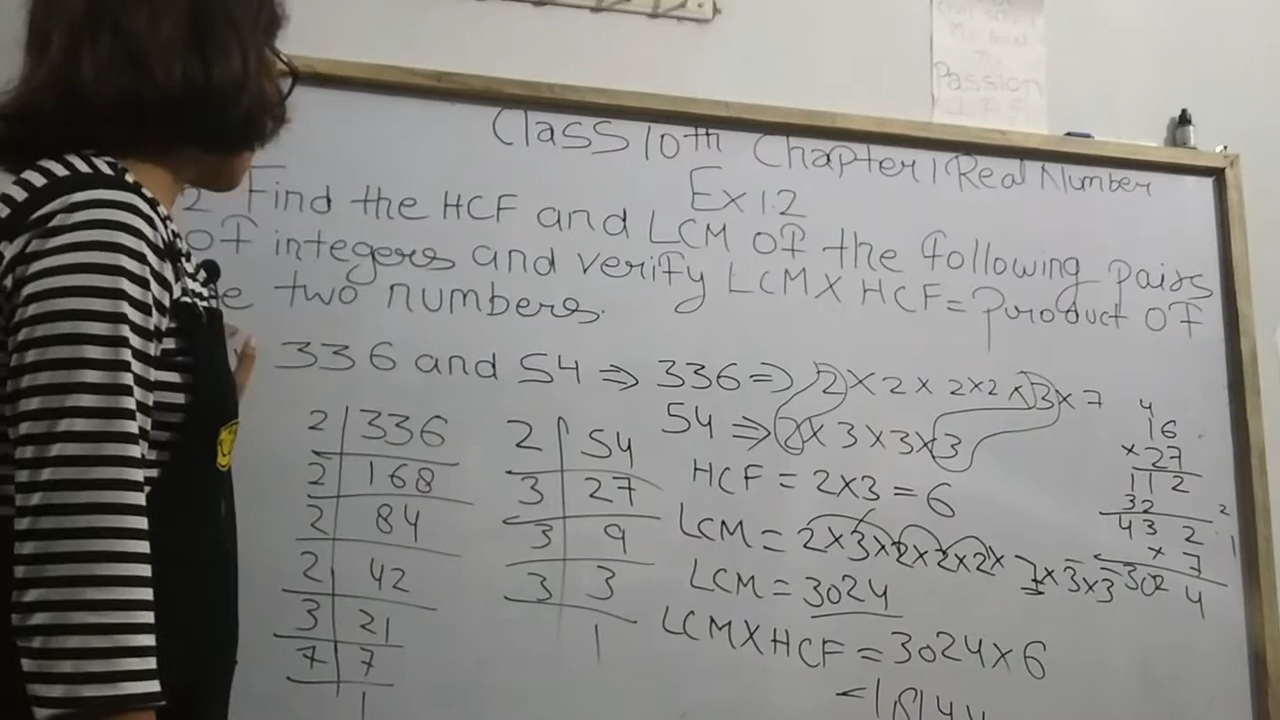 Passion
Class 10th Chapter 1 Real Number
Ex 1.2
2 Find the HCF and LCM of the following pairs
of integers and verify LCM X HCF = Product of
two numbers.
336 and 54 ⇒ 336 ⇒ 2 × 2 × 2 × 2 × 3 × 7
54 ⇒ 2 × 3 × 3 × 3
HCF = 2 × 3 = 6
LCM = 2 × 3 × 2 × 2 × 2 × 7 × 3 × 3
LCM = 3024
LCM X HCF = 3024 × 6
2 | 336
2 | 168
2 | 84
2 | 42
3 | 21
7 | 7
1
2 | 54
3 | 27
3 | 9
3 | 3
1
4
16
× 27
112
32
2
432
1
× 7
3024